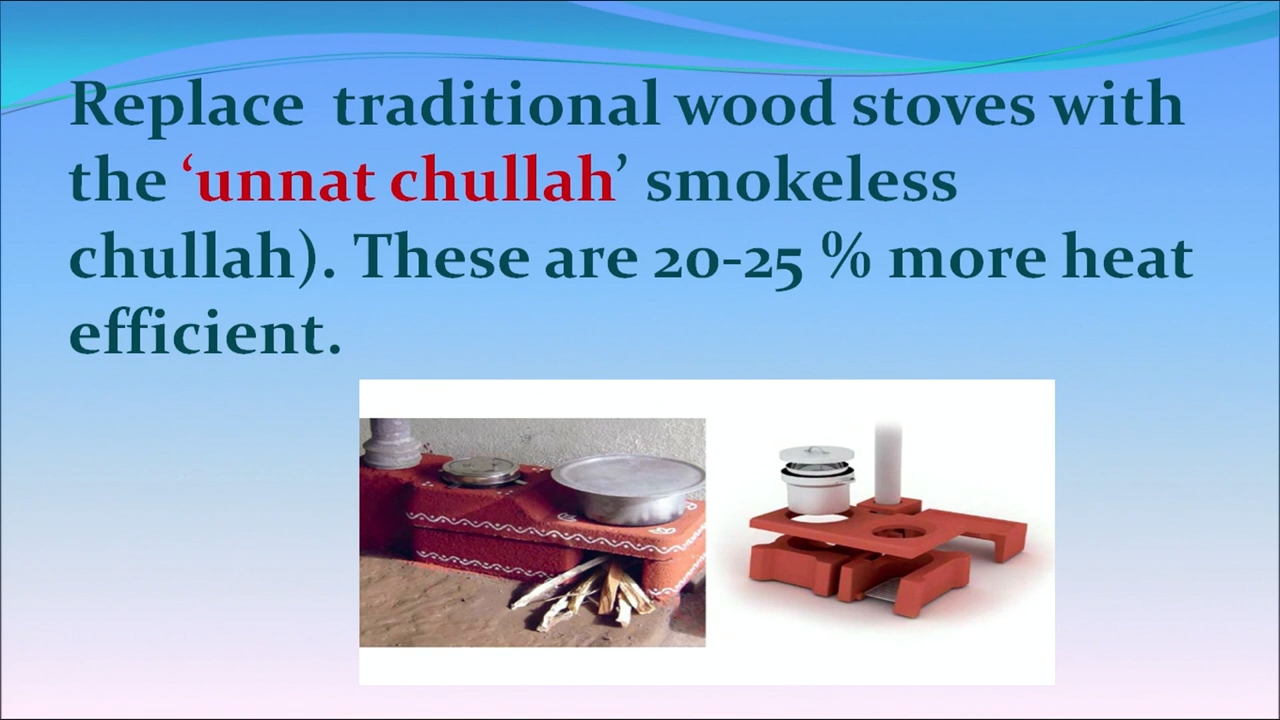 Replace  traditional wood stoves with
the ‘unnat chullah’ smokeless
chullah). These are 20-25 % more heat
efficient.